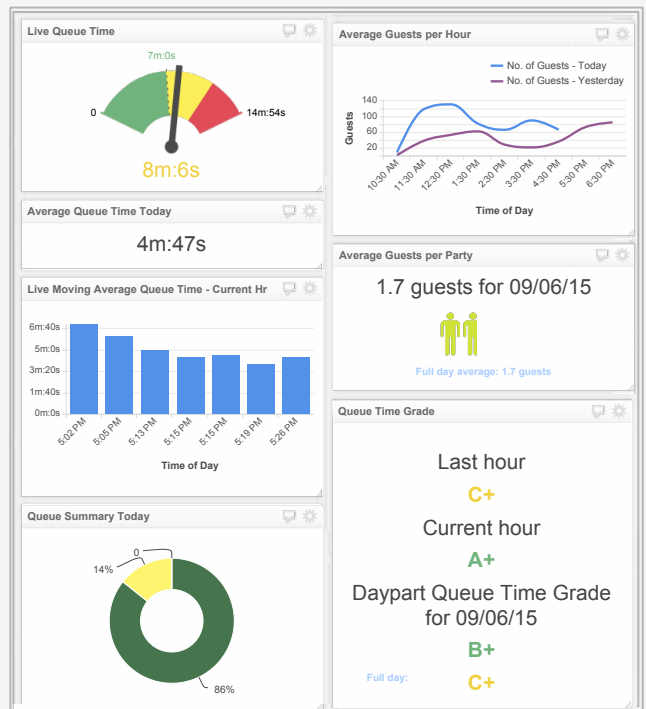 Live Queue Time
7m:0s
0
14m:54s
8m:6s
Average Queue Time Today
4m:47s
Live Moving Average Queue Time - Current Hr
6m:40s
5m:0s
3m:20s
1m:40s
0m:0s
5:02 PM
5:05 PM
5:13 PM
5:15 PM
5:15 PM
5:19 PM
5:26 PM
Time of Day
Queue Summary Today
0
14%
86%
Average Guests per Hour
No. of Guests - Today
No. of Guests - Yesterday
Guests
140
100
60
20
10:30 AM
11:30 AM
12:30 PM
1:30 PM
2:30 PM
3:30 PM
4:30 PM
5:30 PM
6:30 PM
Time of Day
Average Guests per Party
1.7 guests for 09/06/15
Full day average: 1.7 guests
Queue Time Grade
Last hour
C+
Current hour
A+
Daypart Queue Time Grade
for 09/06/15
B+
Full day:
C+